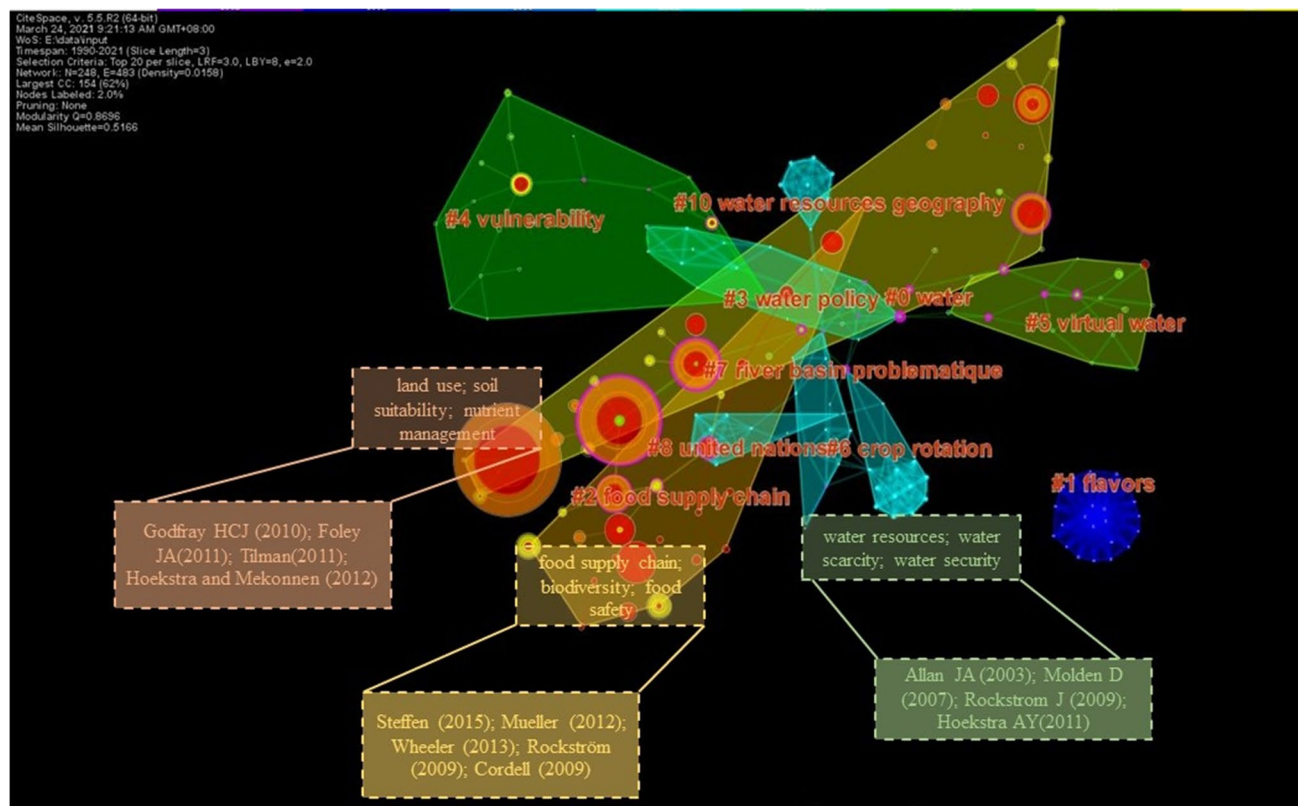 CiteSpace, v. 5.5.R2 (64-bit)
March 24, 2021 9:21:13 AM GMT+08:00
WoS: E:\data\input
Timespan: 1990-2021 (Slice Length=3)
Selection Criteria: Top 20 per slice, LRF=3.0, LBY=8, e=2.0
Network: N=248, E=483 (Density=0.0158)
Largest CC: 154 (62%)
Nodes Labeled: 2.0%
Pruning: None
Modularity Q=0.8696
Mean Silhouette=0.5166
#10 water resources geography
#4 vulnerability
#3 water policy
#0 water
#5 virtual water
#7 river basin problematique
land use; soil
suitability; nutrient
management
#8 united nations
#6 crop rotation
#2 food supply chain
#1 flavors
Godfray HCJ (2010); Foley
JA(2011); Tilman(2011);
Hoekstra and Mekonnen (2012)
food supply chain;
biodiversity; food
safety
water resources; water
scarcity; water security
Steffen (2015); Mueller (2012);
Wheeler (2013); Rockström
(2009); Cordell (2009)
Allan JA (2003); Molden D
(2007); Rockstrom J (2009);
Hoekstra AY(2011)